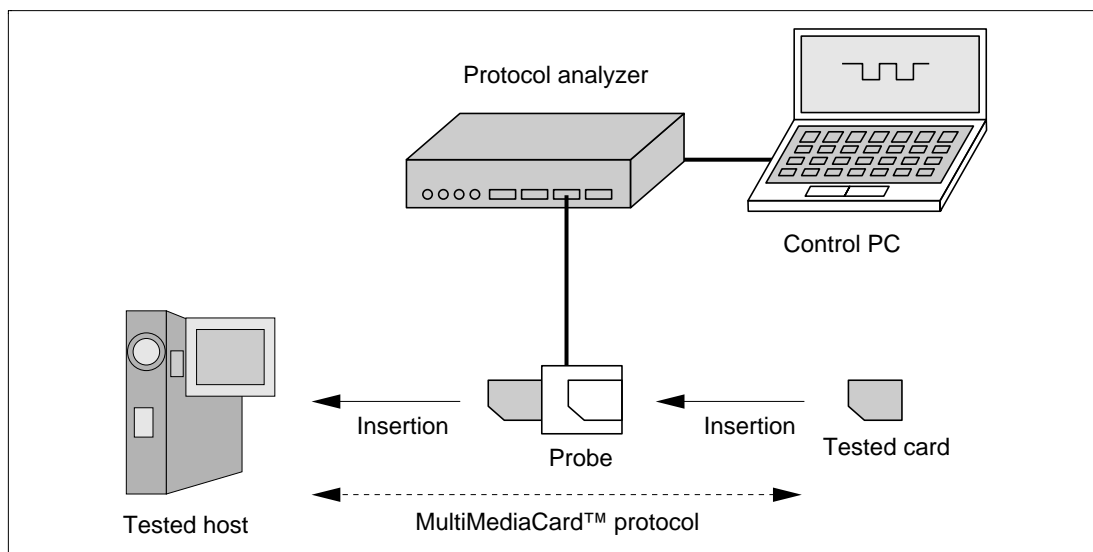 Protocol analyzer
Control PC
Insertion
Insertion
Probe
Tested card
Tested host
MultiMediaCard™ protocol